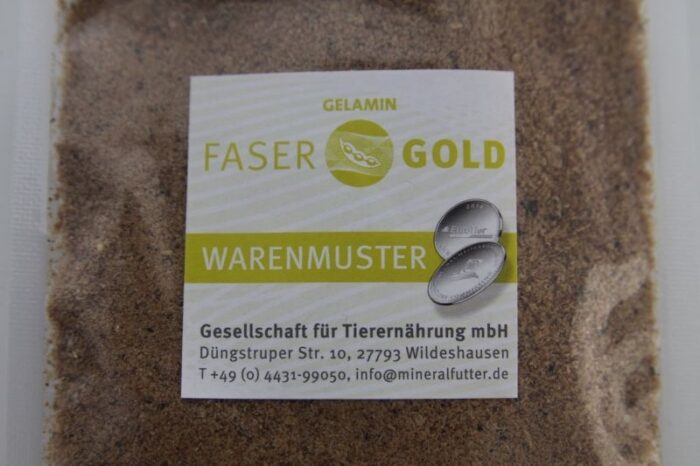 GELAMIN
FASER GOLD
WARENMUSTER
Gesellschaft für Tierernährung mbH
Düngstruper Str. 10, 27793 Wildeshausen
T +49 (0) 4431-99050, info@mineralfutter.de